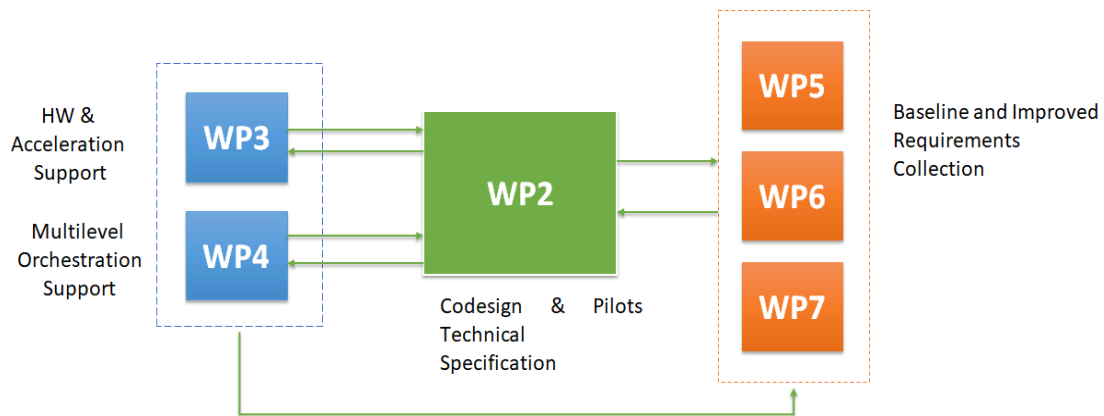 HW &
Acceleration
Support
WP3
Multilevel
Orchestration
Support
WP4
WP2
Codesign & Pilots
Technical
Specification
WP5
WP6
WP7
Baseline and Improved
Requirements
Collection